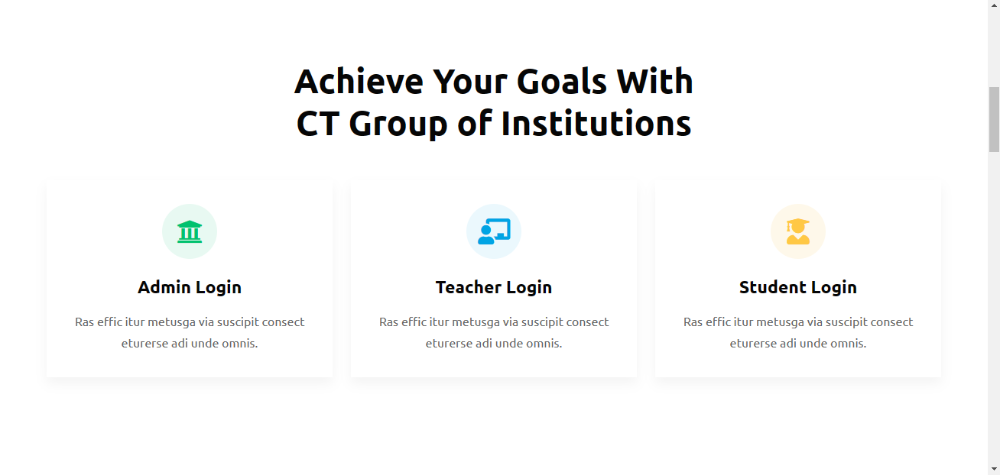 Achieve Your Goals With
CT Group of Institutions
Admin Login
Ras effic itur metusga via suscipit consect
eturerse adi unde omnis.
Teacher Login
Ras effic itur metusga via suscipit consect
eturerse adi unde omnis.
Student Login
Ras effic itur metusga via suscipit consect
eturerse adi unde omnis.